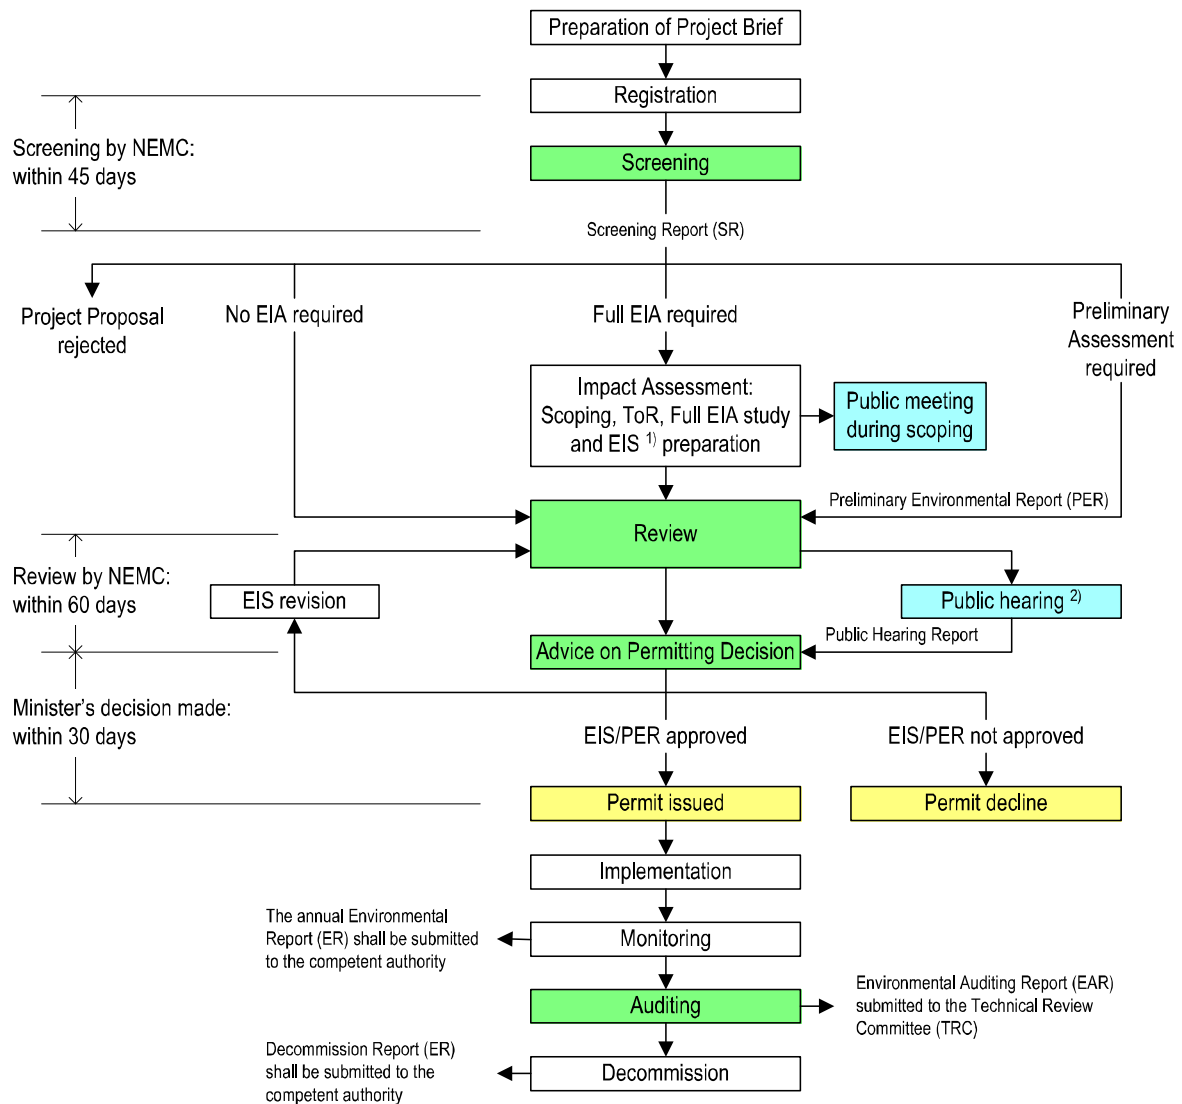 Preparation of Project Brief
Registration
Screening by NEMC:
within 45 days
Screening
Screening Report (SR)
Project Proposal
rejected
No EIA required
Full EIA required
Preliminary
Assessment
required
Impact Assessment:
Scoping, ToR, Full EIA study
and EIS 1) preparation
Public meeting
during scoping
Preliminary Environmental Report (PER)
Review
Review by NEMC:
within 60 days
EIS revision
Public hearing 2)
Public Hearing Report
Advice on Permitting Decision
Minister's decision made:
within 30 days
EIS/PER approved
EIS/PER not approved
Permit issued
Permit decline
Implementation
The annual Environmental
Report (ER) shall be submitted
to the competent authority
Monitoring
Auditing
Environmental Auditing Report (EAR)
submitted to the Technical Review
Committee (TRC)
Decommission Report (ER)
shall be submitted to the
competent authority
Decommission